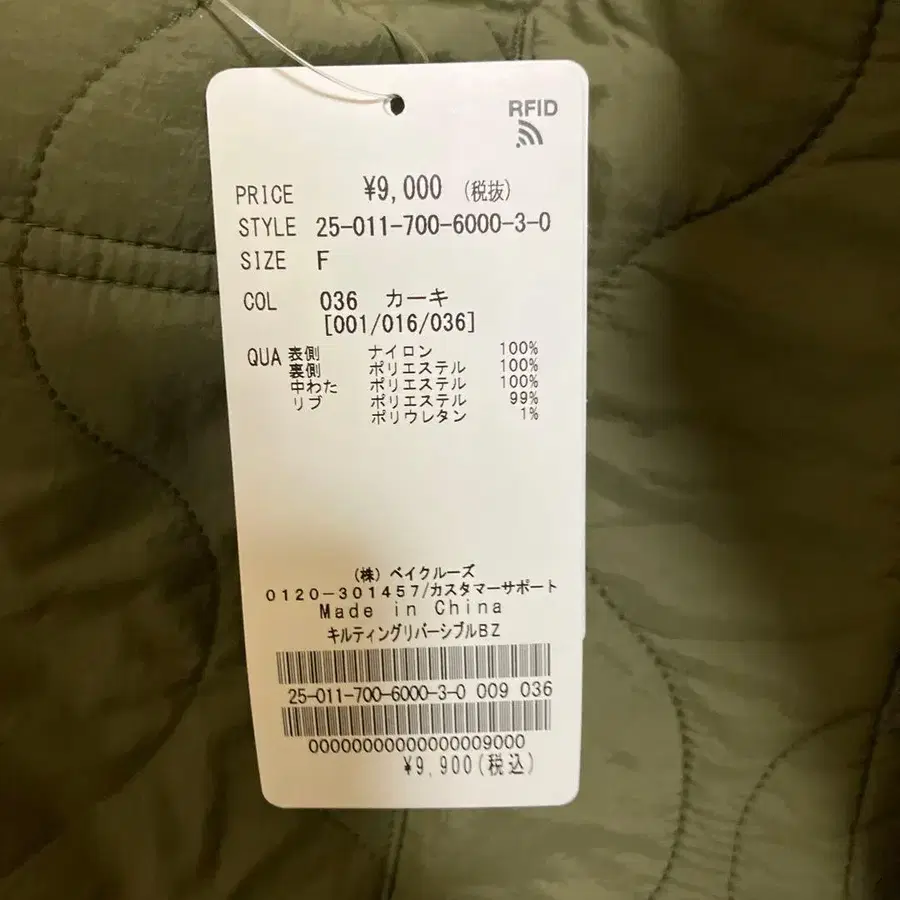 RFID
PRICE ¥9,000 (税抜)
STYLE 25-011-700-6000-3-0
SIZE F
COL 036 カーキ
[001/016/036]
QUA 表側 ナイロン 100%
裏側 ポリエステル 100%
中わた ポリエステル 100%
リブ ポリエステル 99%
ポリウレタン 1%
(株) ベイクルーズ
0120-301457/カスタマーサポート
Made in China
キルティングリバーシブルBZ
25-011-700-6000-3-0 009 036
00000000000000009000
¥9,900(税込)